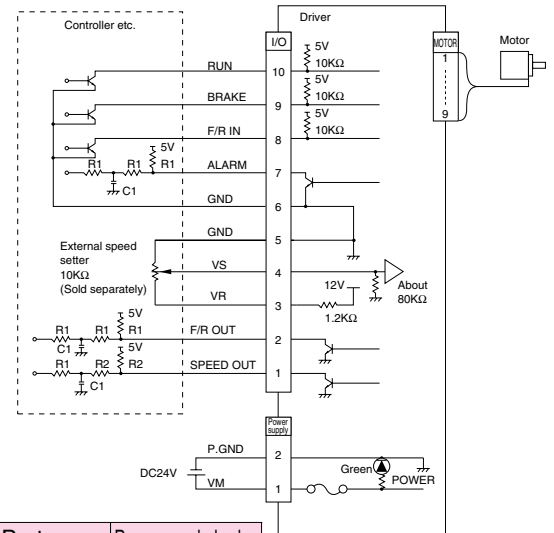 Controller etc.
Driver
I/O
MOTOR
Motor
1
9
RUN
10
5V
10KΩ
BRAKE
9
5V
10KΩ
F/R IN
8
5V
10KΩ
5V
R1
R1
R1
C1
ALARM
7
GND
6
GND
5
External speed
setter
10KΩ
(Sold separately)
VS
4
About
80KΩ
VR
3
12V
1.2KΩ
5V
R1
R1
R1
C1
F/R OUT
2
5V
R1
R2
R2
C1
SPEED OUT
1
Power
supply
P.GND
2
DC24V
VM
1
Green
POWER